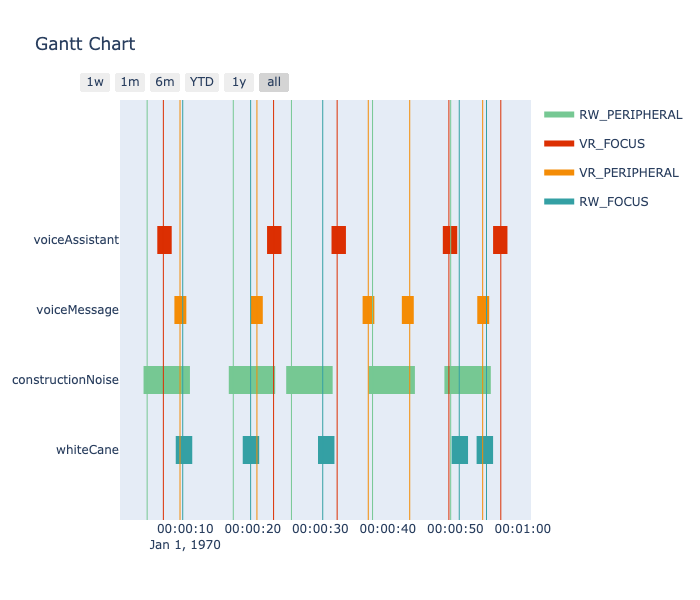 Gantt Chart
1w 1m 6m YTD 1y all
RW_PERIPHERAL
VR_FOCUS
VR_PERIPHERAL
RW_FOCUS
voiceAssistant
voiceMessage
constructionNoise
whiteCane
00:00:10 00:00:20 00:00:30 00:00:40 00:00:50 00:01:00
Jan 1, 1970